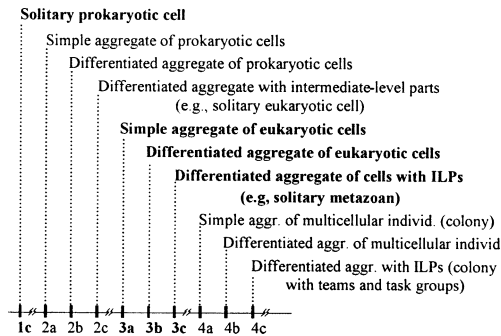 Solitary prokaryotic cell
Simple aggregate of prokaryotic cells
Differentiated aggregate of prokaryotic cells
Differentiated aggregate with intermediate-level parts
(e.g., solitary eukaryotic cell)
Simple aggregate of eukaryotic cells
Differentiated aggregate of eukaryotic cells
Differentiated aggregate of cells with ILPs
(e.g, solitary metazoan)
Simple aggr. of multicellular individ. (colony)
Differentiated aggr. of multicellular individ
Differentiated aggr. with ILPs (colony
with teams and task groups)
1c 2a 2b 2c 3a 3b 3c 4a 4b 4c